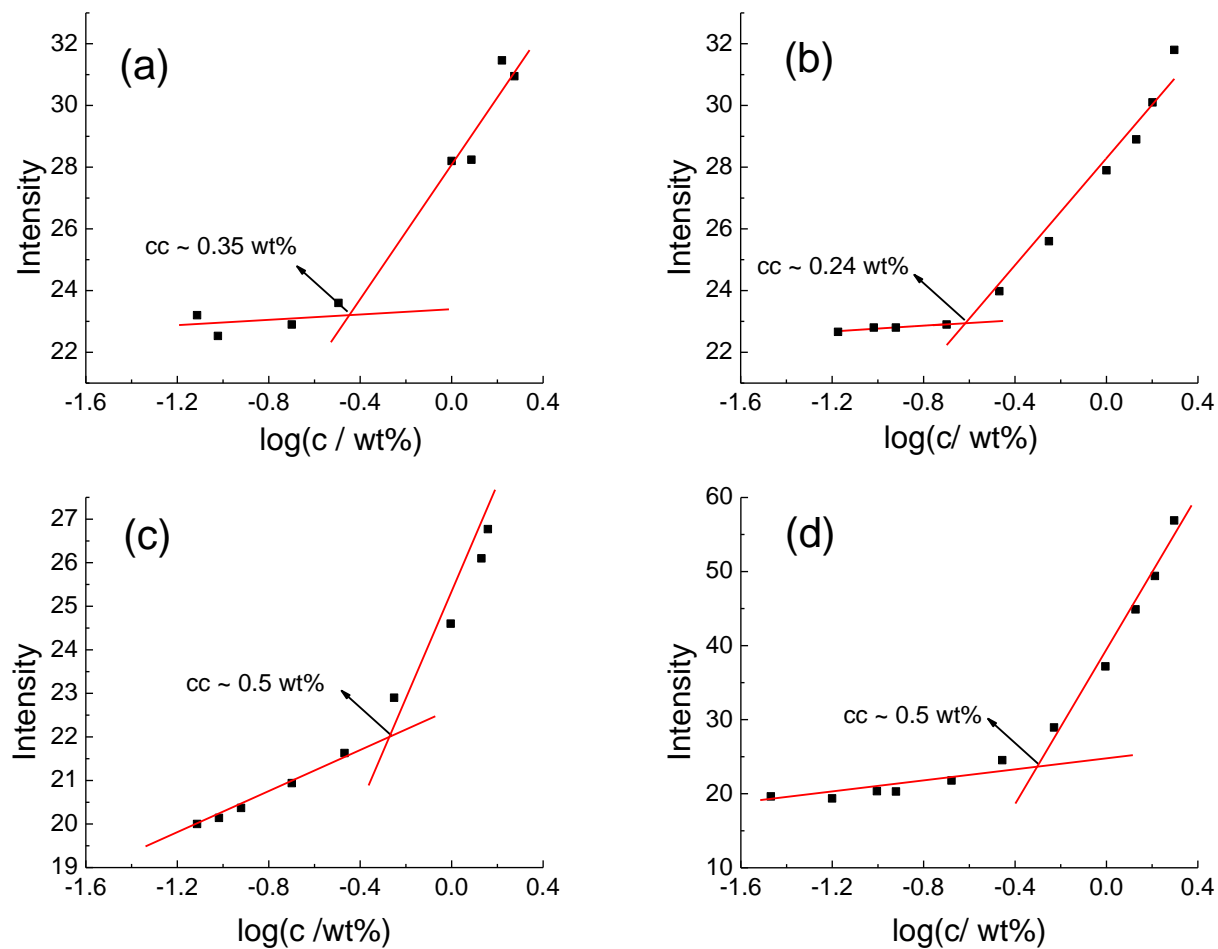 (a)
Intensity
32
30
28
26
24
22
cc ~ 0.35 wt%
-1.6 -1.2 -0.8 -0.4 0.0 0.4
log(c / wt%)
(b)
Intensity
32
30
28
26
24
22
cc ~ 0.24 wt%
-1.6 -1.2 -0.8 -0.4 0.0 0.4
log(c/ wt%)
(c)
Intensity
27
26
25
24
23
22
21
20
19
cc ~ 0.5 wt%
-1.6 -1.2 -0.8 -0.4 0.0 0.4
log(c /wt%)
(d)
Intensity
60
50
40
30
20
10
cc ~ 0.5 wt%
-1.6 -1.2 -0.8 -0.4 0.0 0.4
log(c/ wt%)